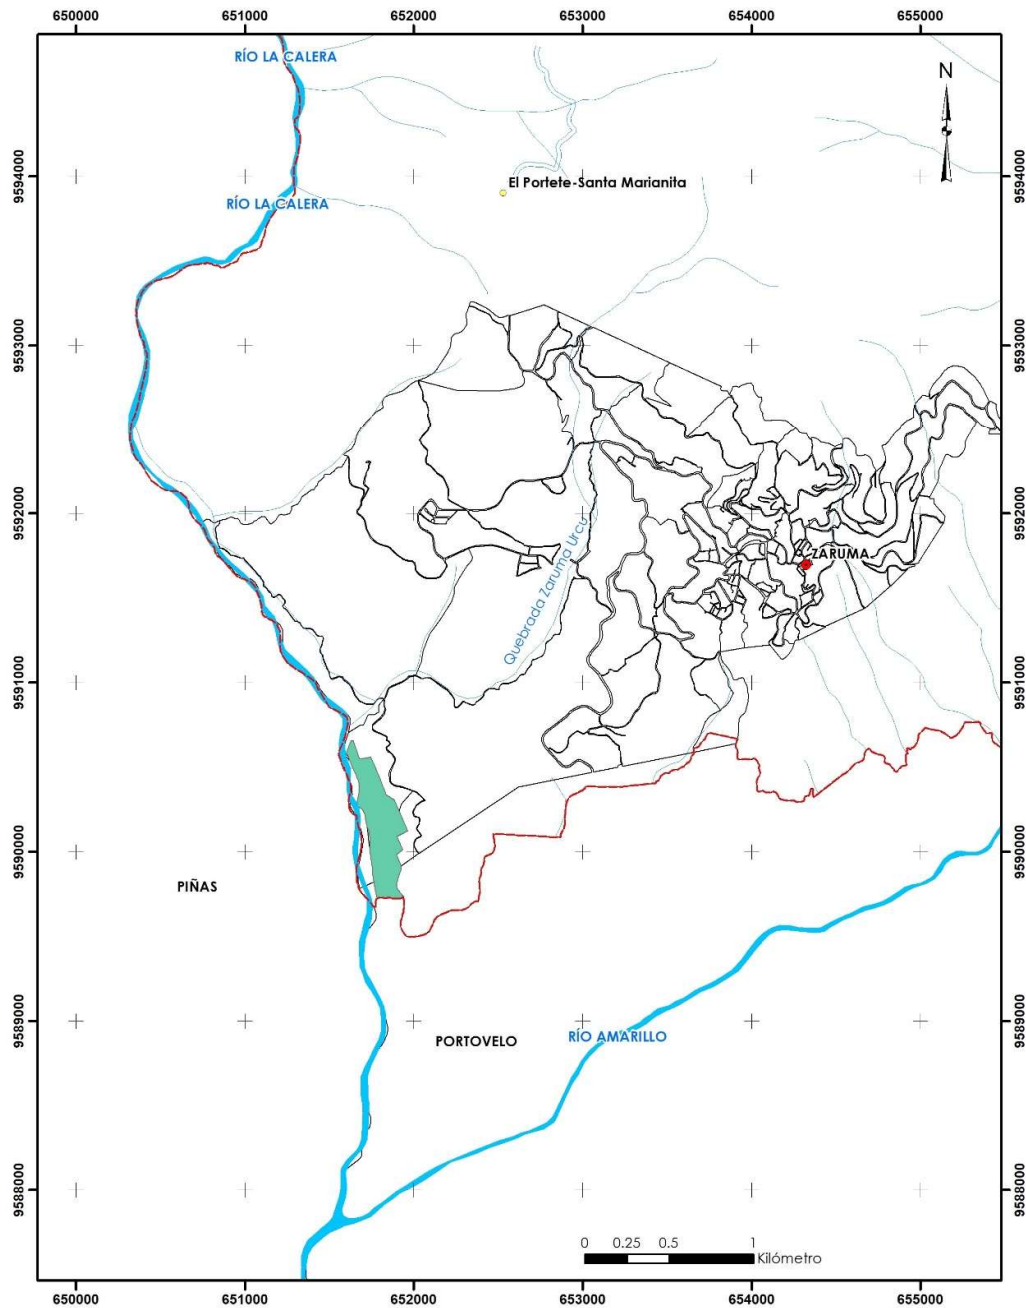 650000 651000 652000 653000 654000 655000
RÍO LA CALERA
N
9594000 9594000
El Portete-Santa Marianita
RÍO LA CALERA
9593000 9593000
9592000 9592000
ZARUMA
Quebrada Zaruma Urcu
9591000 9591000
9590000 9590000
PIÑAS
9589000 9589000
PORTOVELO
RÍO AMARILLO
9588000 9588000
0 0.25 0.5 1
Kilómetro
650000 651000 652000 653000 654000 655000